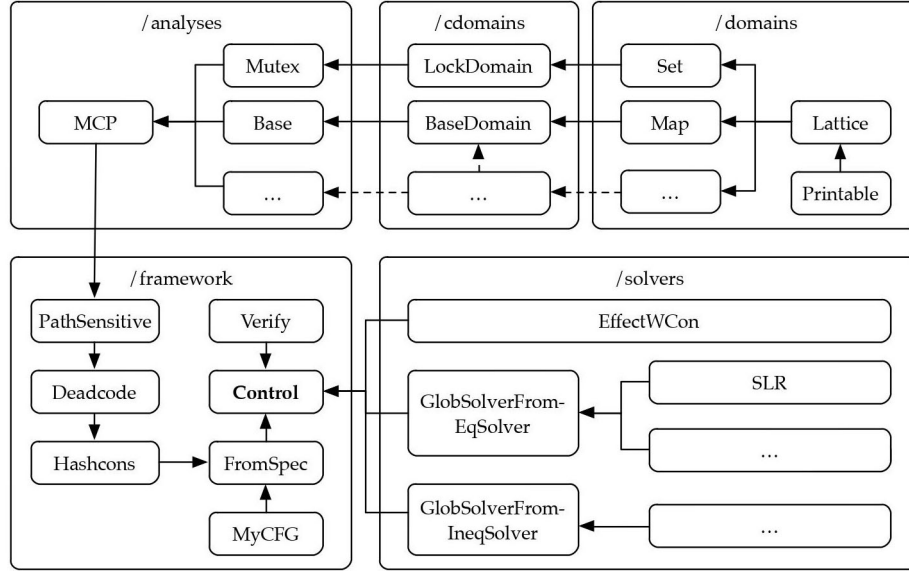 /analyses
/cdomains
/domains
Mutex
LockDomain
Set
MCP
Base
BaseDomain
Map
Lattice
...
...
...
Printable
/framework
/solvers
PathSensitive
Verify
EffectWCon
Deadcode
Control
GlobSolverFrom-
EqSolver
SLR
Hashcons
FromSpec
...
MyCFG
GlobSolverFrom-
IneqSolver
...